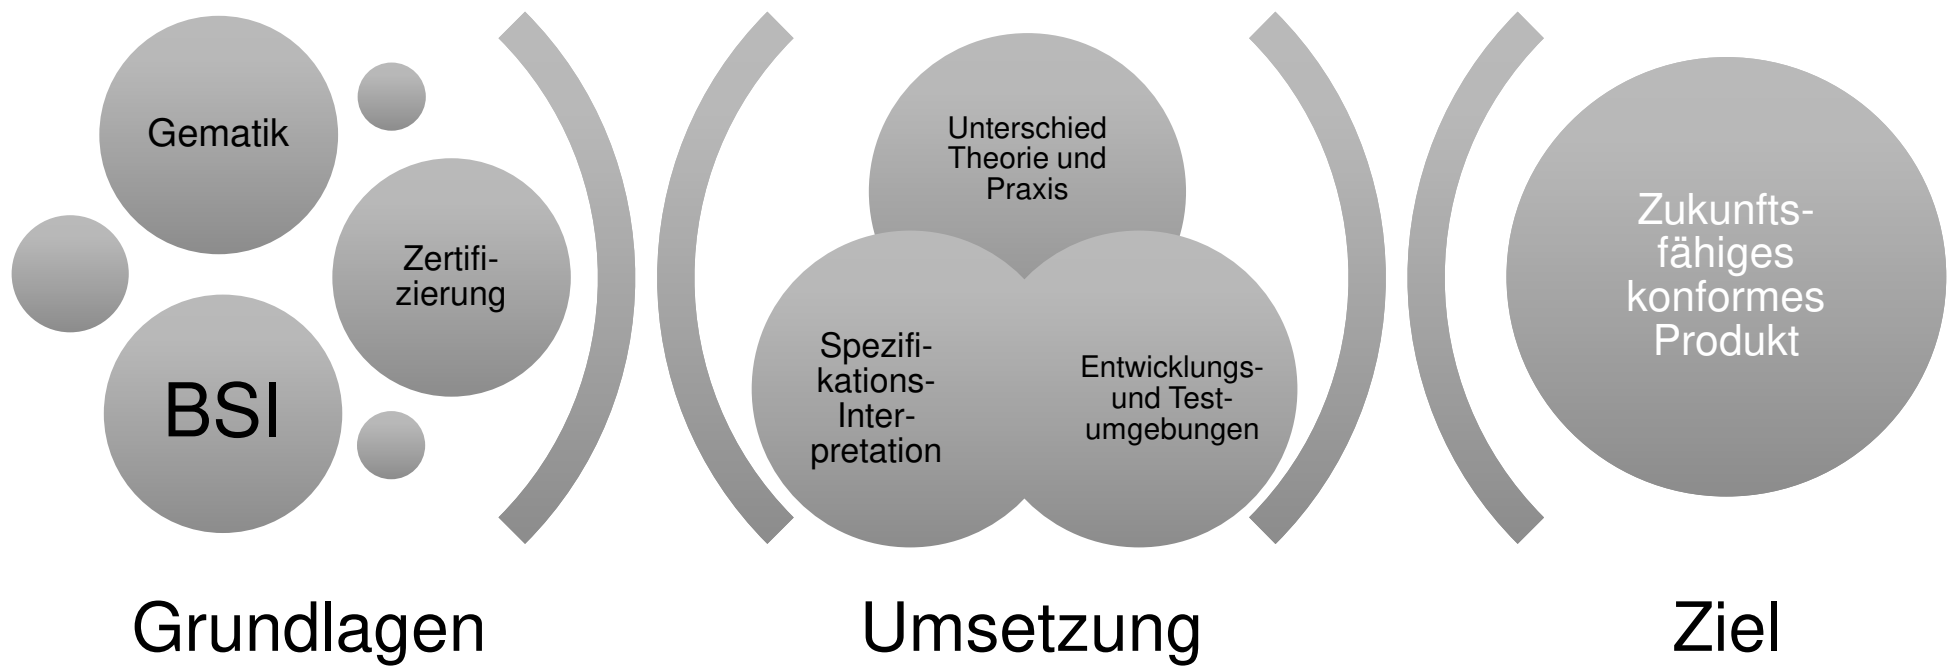 Gematik
Zertifi-
zierung
BSI
Grundlagen
Unterschied
Theorie und
Praxis
Spezifi-
kations-
Inter-
pretation
Entwicklungs-
und Test-
umgebungen
Umsetzung
Zukunfts-
fähiges
konformes
Produkt
Ziel